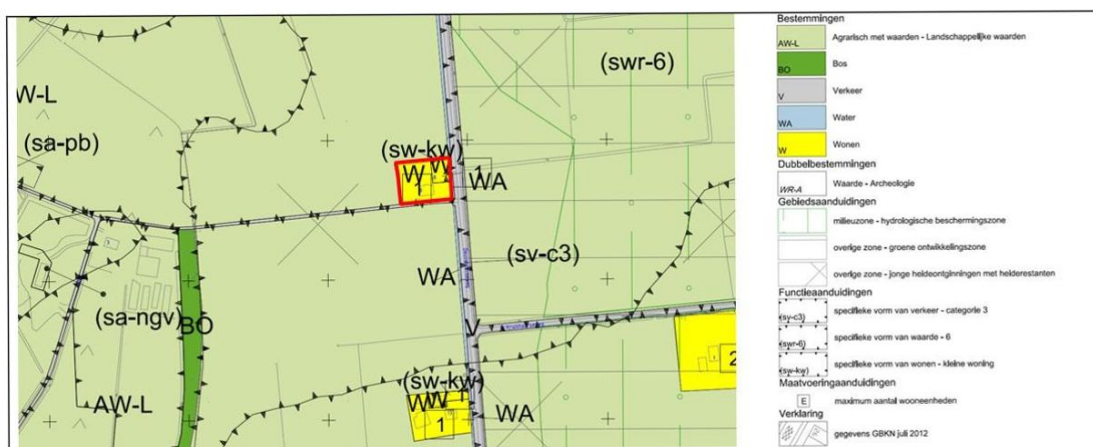 W-L
(sa-pb)
(swr-6)
(sw-kw)
W W
1
1
WA
(sv-c3)
WA
(sa-ngv)
BO
V
2
(sw-kw)
WW
1
WA
AW-L
Bestemmingen
AW-L Agrarisch met waarden - Landschappelijke waarden
BO Bos
V Verkeer
WA Water
W Wonen
Dubbelbestemmingen
WR-A Waarde - Archeologie
Gebiedsaanduidingen
milieuzone - hydrologische beschermingszone
overige zone - groene ontwikkelingszone
overige zone - jonge heideontginningen met heiderestanten
Functieaanduidingen
(sv-c3) specifieke vorm van verkeer - categorie 3
(swr-6) specifieke vorm van waarde - 6
(sw-kw) specifieke vorm van wonen - kleine woning
Maatvoeringaanduidingen
E maximum aantal wooneenheden
Verklaring
gegevens GBKN juli 2012